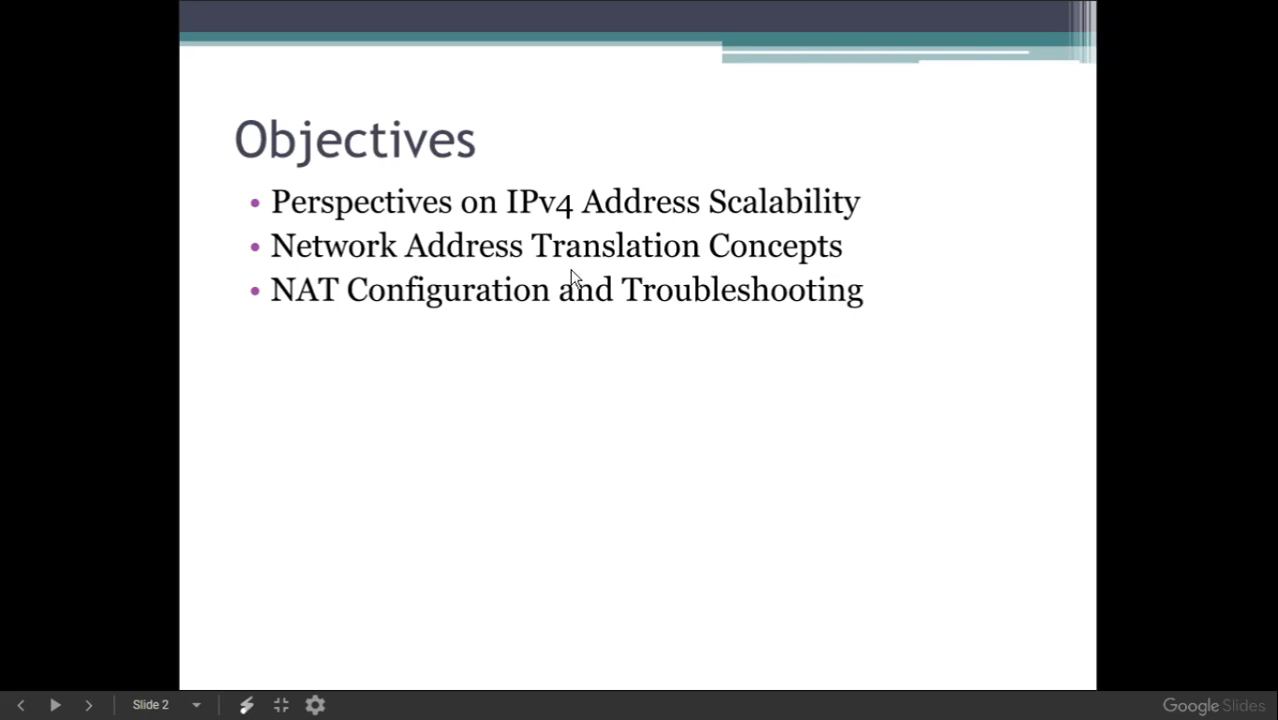 Objectives
• Perspectives on IPv4 Address Scalability
• Network Address Translation Concepts
• NAT Configuration and Troubleshooting
Slide 2
Google Slides